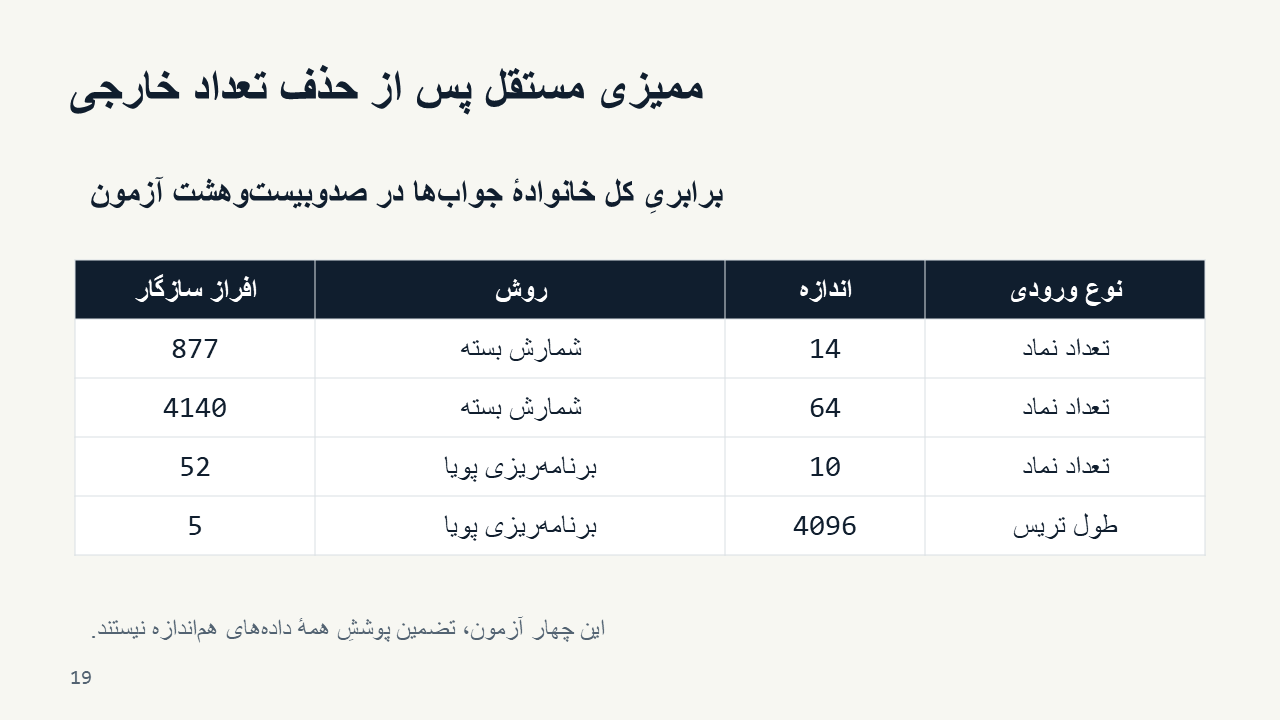 ممیزی مستقل پس از حذف تعداد خارجی
برابریِ کل خانوادهٔ جواب‌ها در صدوبیست‌وهشت آزمون
نوع ورودی	اندازه	روش	افراز سازگار
تعداد نماد	14	شمارش بسته	877
تعداد نماد	64	شمارش بسته	4140
تعداد نماد	10	برنامه‌ریزی پویا	52
طول تریس	4096	برنامه‌ریزی پویا	5
این چهار آزمون، تضمین پوششِ همهٔ داده‌های هم‌اندازه نیستند.
19